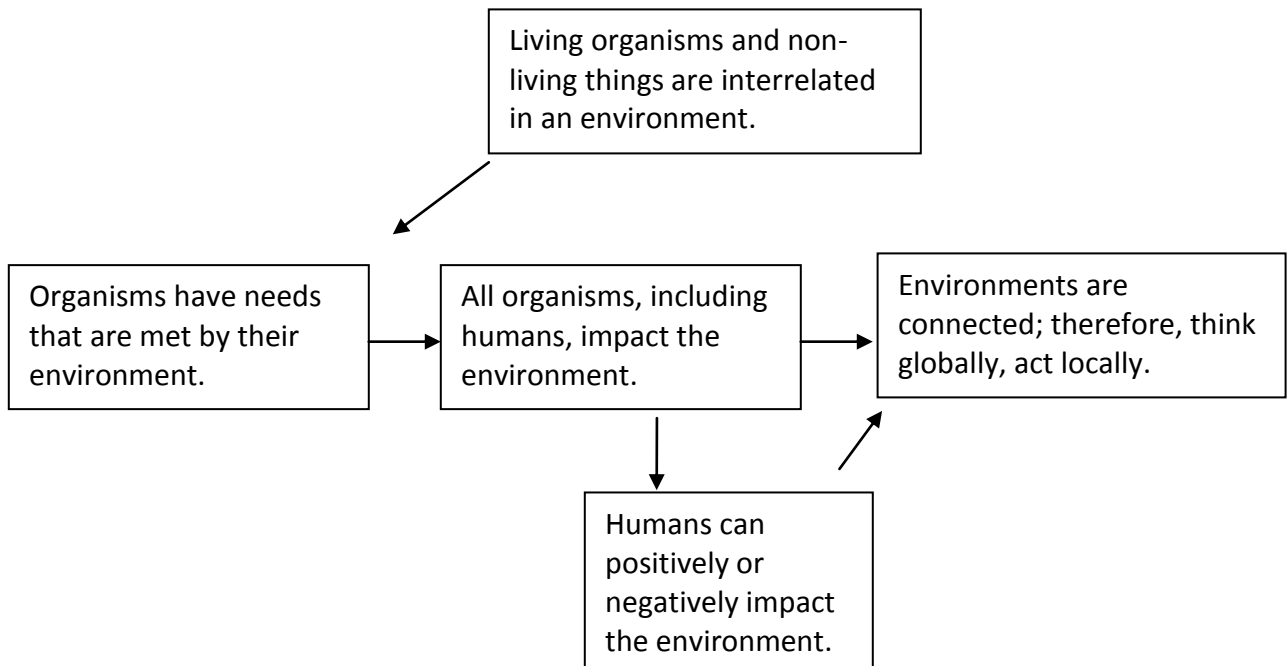 Living organisms and non-
living things are interrelated
in an environment.
Organisms have needs
that are met by their
environment.
All organisms, including
humans, impact the
environment.
Environments are
connected; therefore, think
globally, act locally.
Humans can
positively or
negatively impact
the environment.